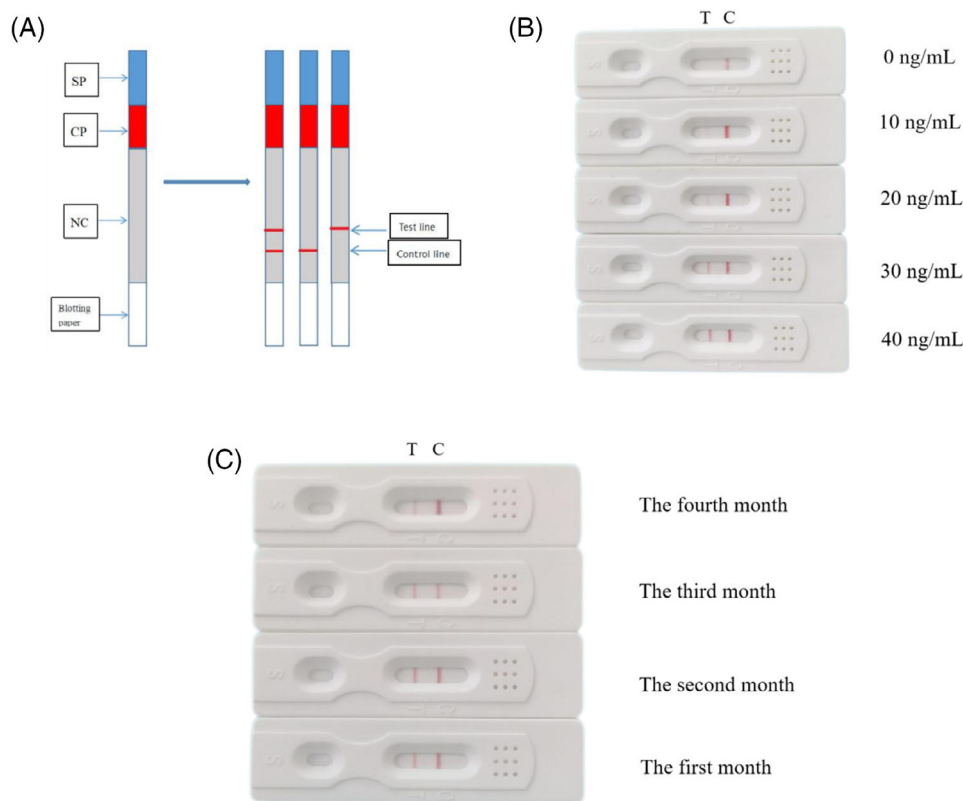 (A)
SP
CP
NC
Blotting
paper
Test line
Control line
(B)
T C
0 ng/mL
10 ng/mL
20 ng/mL
30 ng/mL
40 ng/mL
(C)
T C
The fourth month
The third month
The second month
The first month